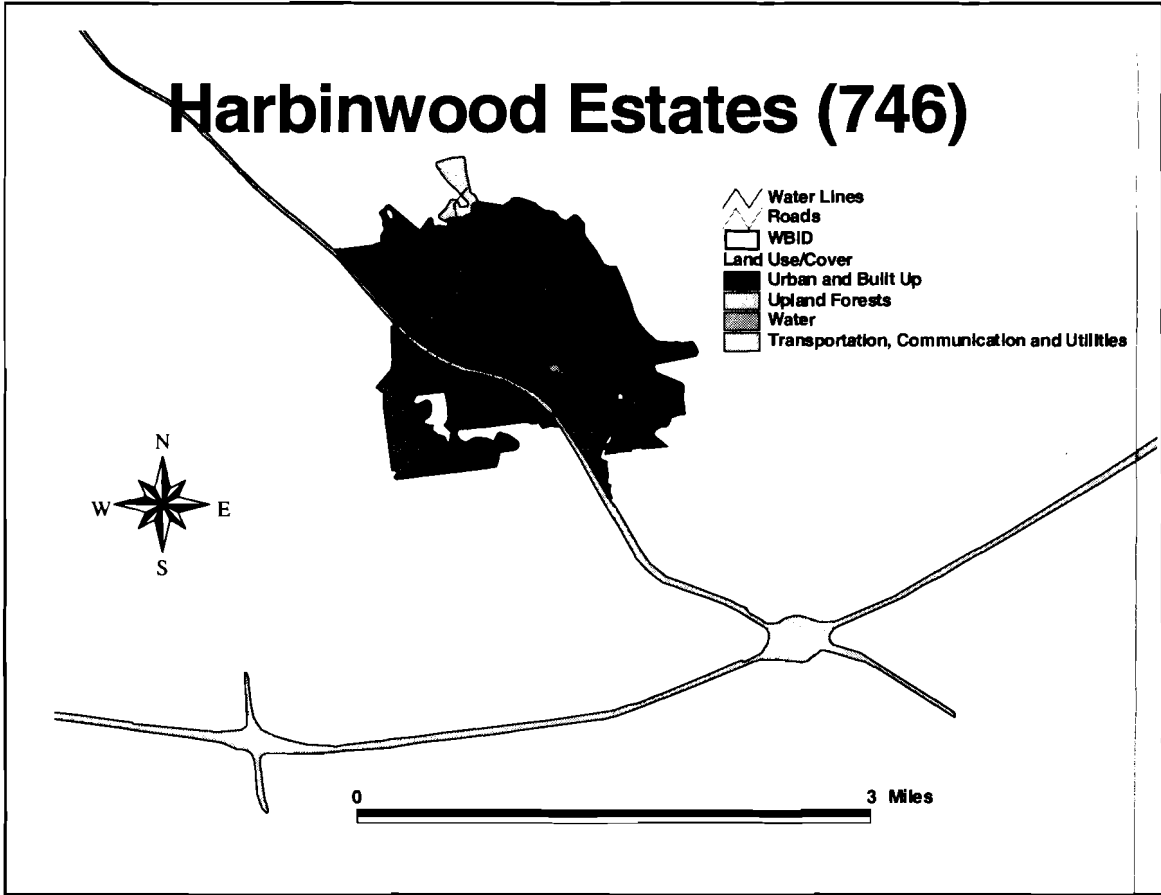 Harbinwood Estates (746)
Water Lines
Roads
WBID
Land Use/Cover
Urban and Built Up
Upland Forests
Water
Transportation, Communication and Utilities
N
W E
S
0 3 Miles